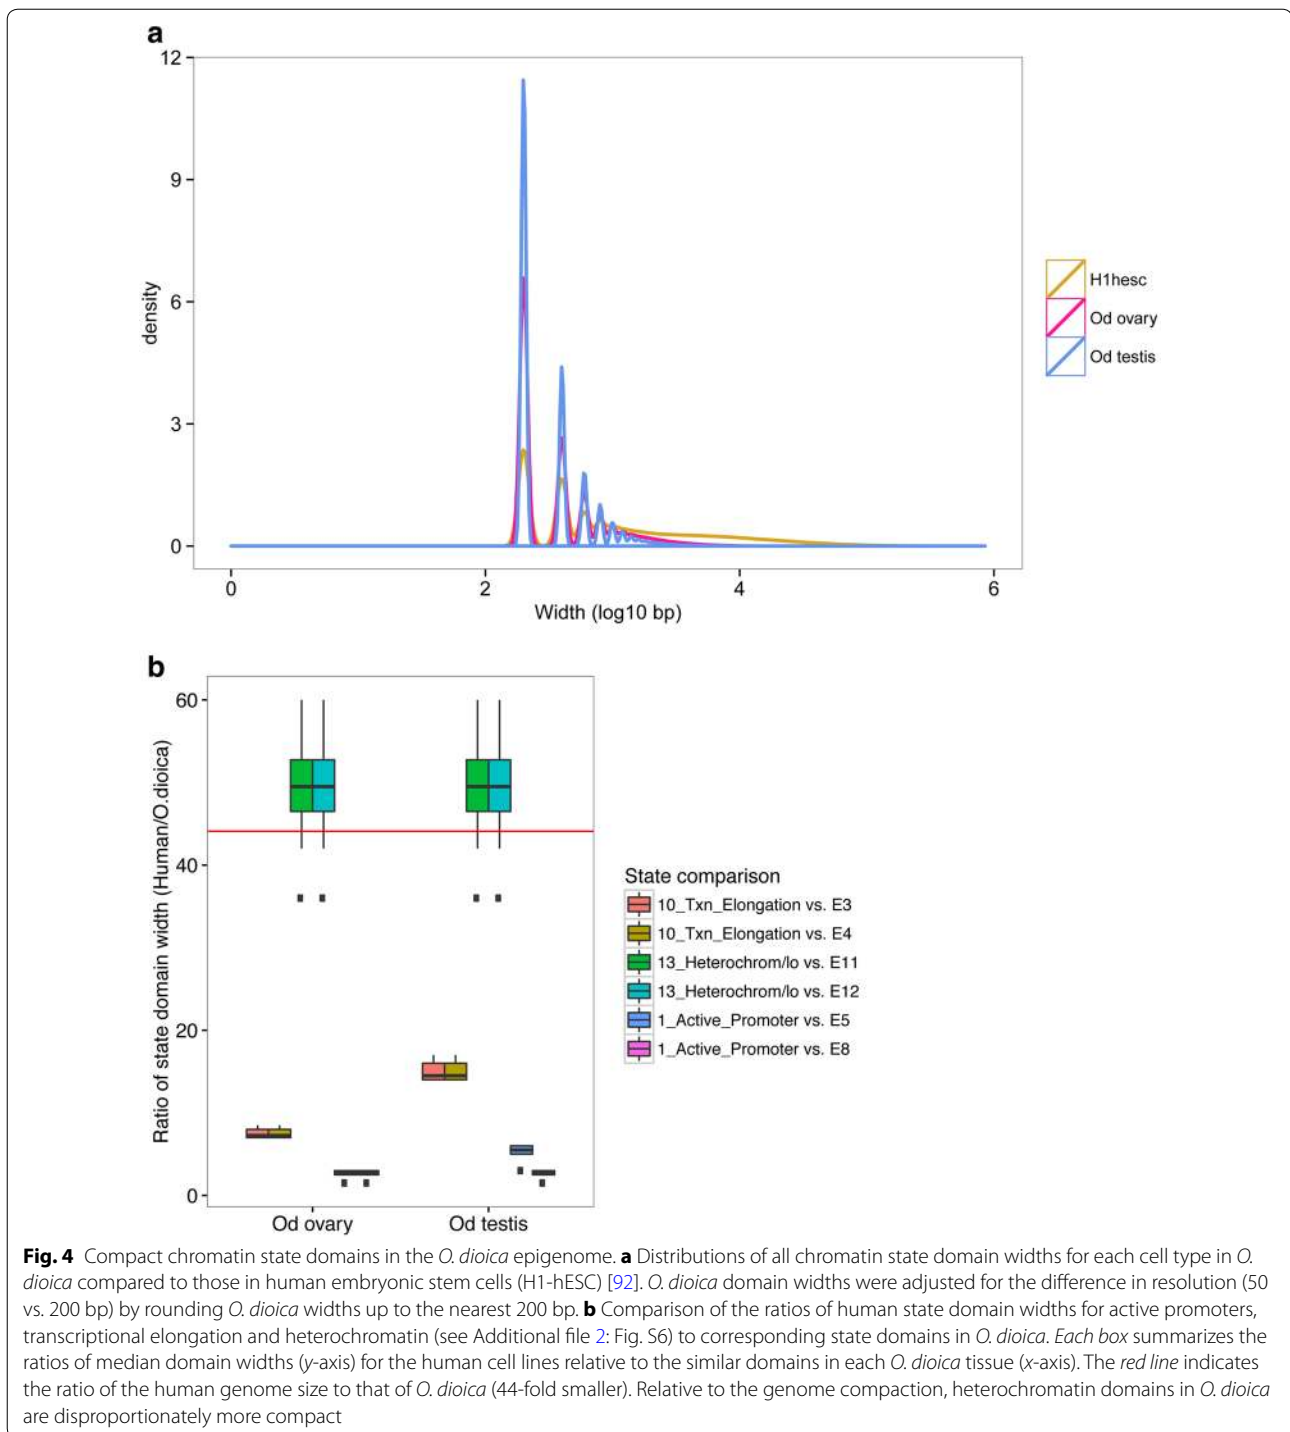 a
12
9
6
3
0
density
0
2
4
6
Width (log10 bp)
H1hesc
Od ovary
Od testis
b
60
40
20
0
Ratio of state domain width (Human/O.dioica)
Od ovary
Od testis
State comparison
10_Txn_Elongation vs. E3
10_Txn_Elongation vs. E4
13_Heterochrom/lo vs. E11
13_Heterochrom/lo vs. E12
1_Active_Promoter vs. E5
1_Active_Promoter vs. E8
Fig. 4 Compact chromatin state domains in the O. dioica epigenome. a Distributions of all chromatin state domain widths for each cell type in O.
dioica compared to those in human embryonic stem cells (H1-hESC) [92]. O. dioica domain widths were adjusted for the difference in resolution (50
vs. 200 bp) by rounding O. dioica widths up to the nearest 200 bp. b Comparison of the ratios of human state domain widths for active promoters,
transcriptional elongation and heterochromatin (see Additional file 2: Fig. S6) to corresponding state domains in O. dioica. Each box summarizes the
ratios of median domain widths (y-axis) for the human cell lines relative to the similar domains in each O. dioica tissue (x-axis). The red line indicates
the ratio of the human genome size to that of O. dioica (44-fold smaller). Relative to the genome compaction, heterochromatin domains in O. dioica
are disproportionately more compact